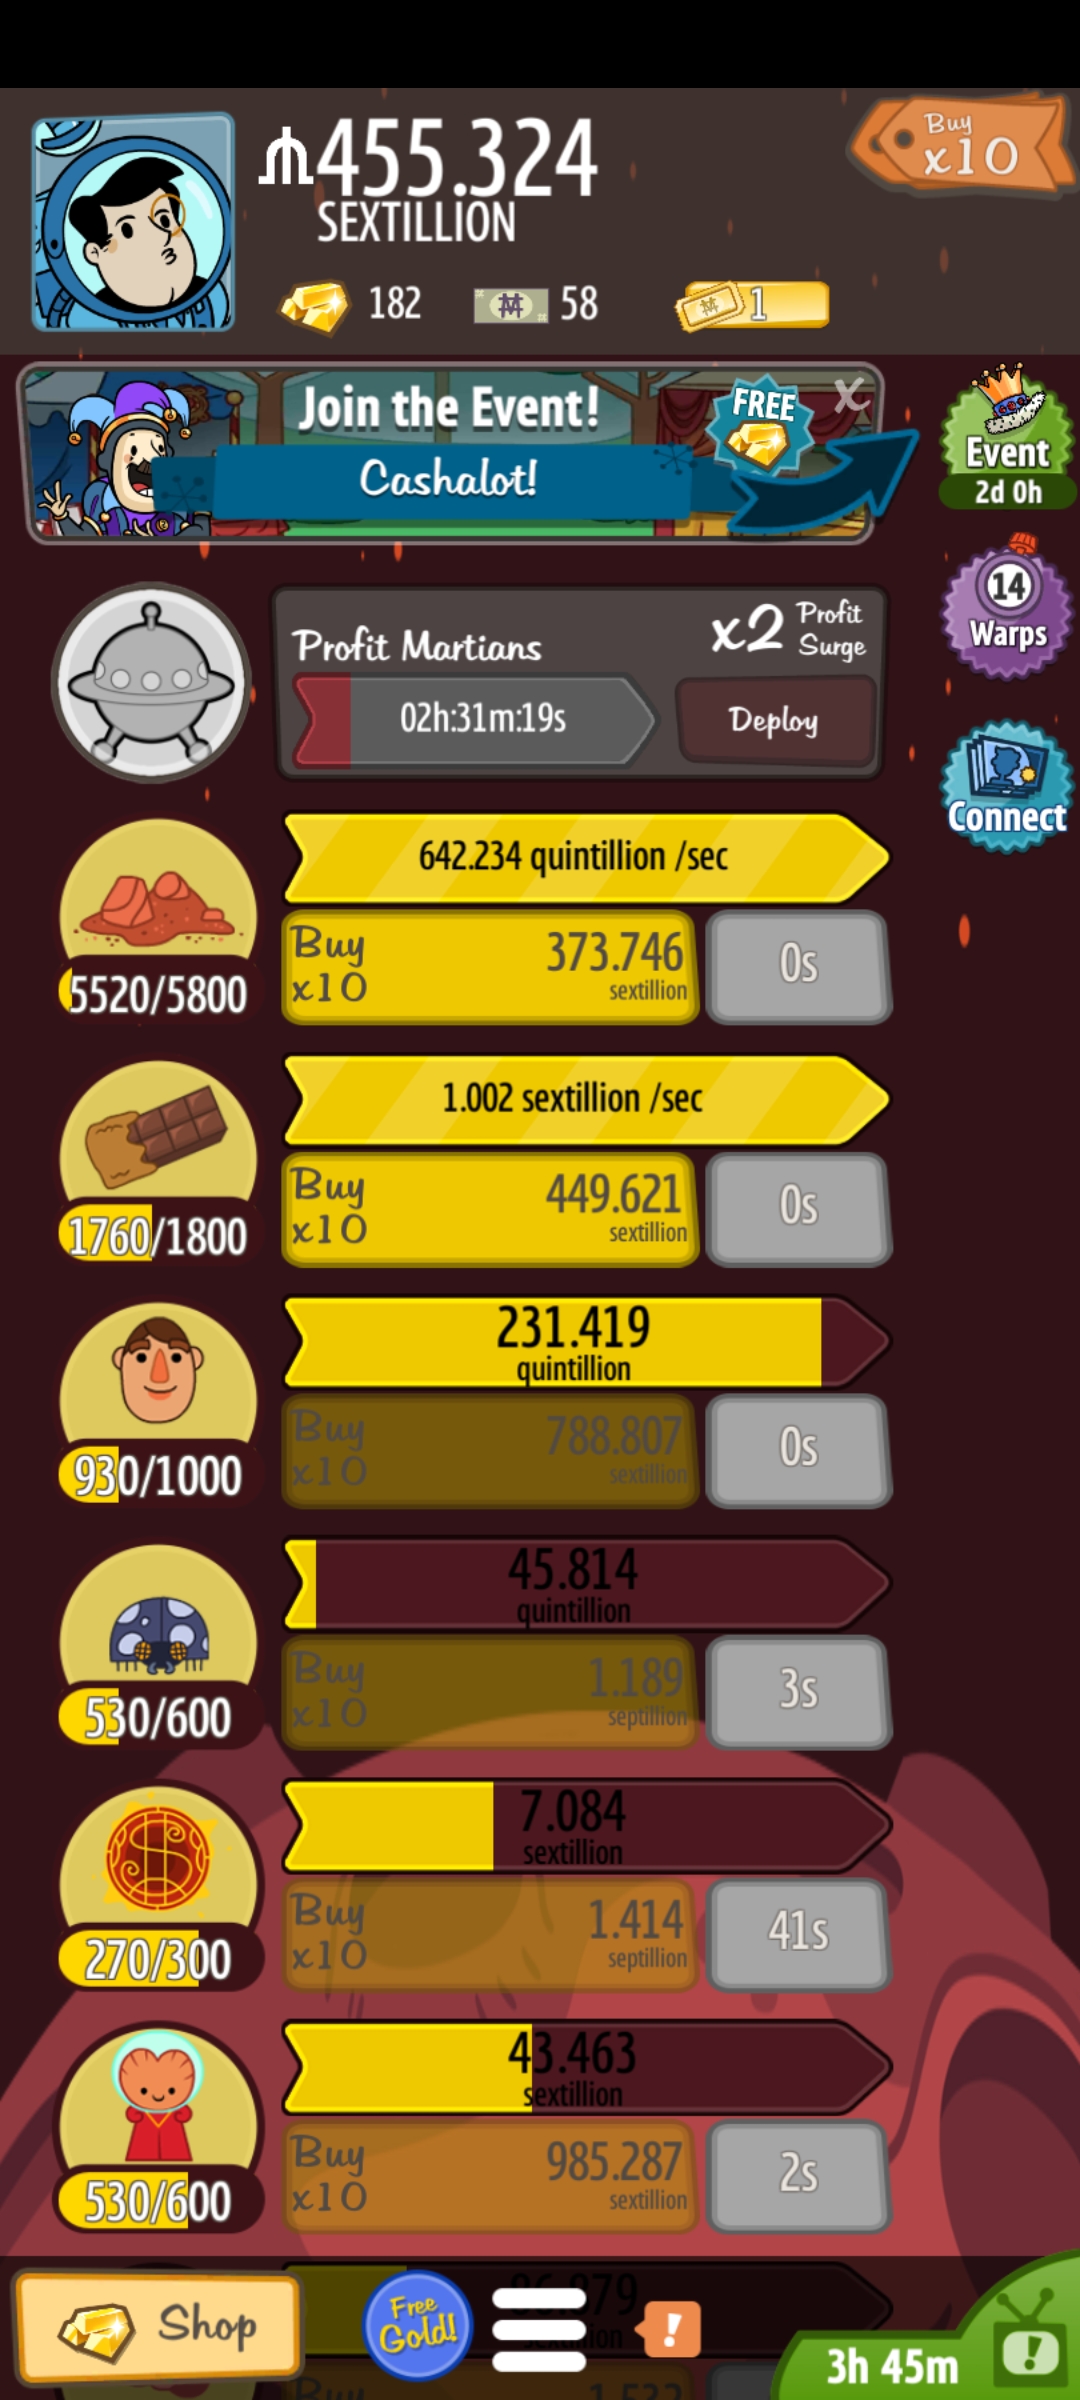 455.324
SEXTILLION
Buy
x10
182
58
1
Join the Event!
FREE
X
Cashalot!
Event
2d 0h
14
Warps
Connect
Profit Martians
x2 Profit Surge
02h:31m:19s
Deploy
642.234 quintillion /sec
5520/5800
Buy x10
373.746
sextillion
0s
1.002 sextillion /sec
1760/1800
Buy x10
449.621
sextillion
0s
231.419
quintillion
930/1000
Buy x10
788.807
sextillion
0s
45.814
quintillion
530/600
Buy x10
1.189
septillion
3s
7.084
sextillion
270/300
Buy x10
1.414
septillion
41s
43.463
sextillion
530/600
Buy x10
985.287
sextillion
2s
Shop
Free Gold!
!
3h 45m
!
Buy